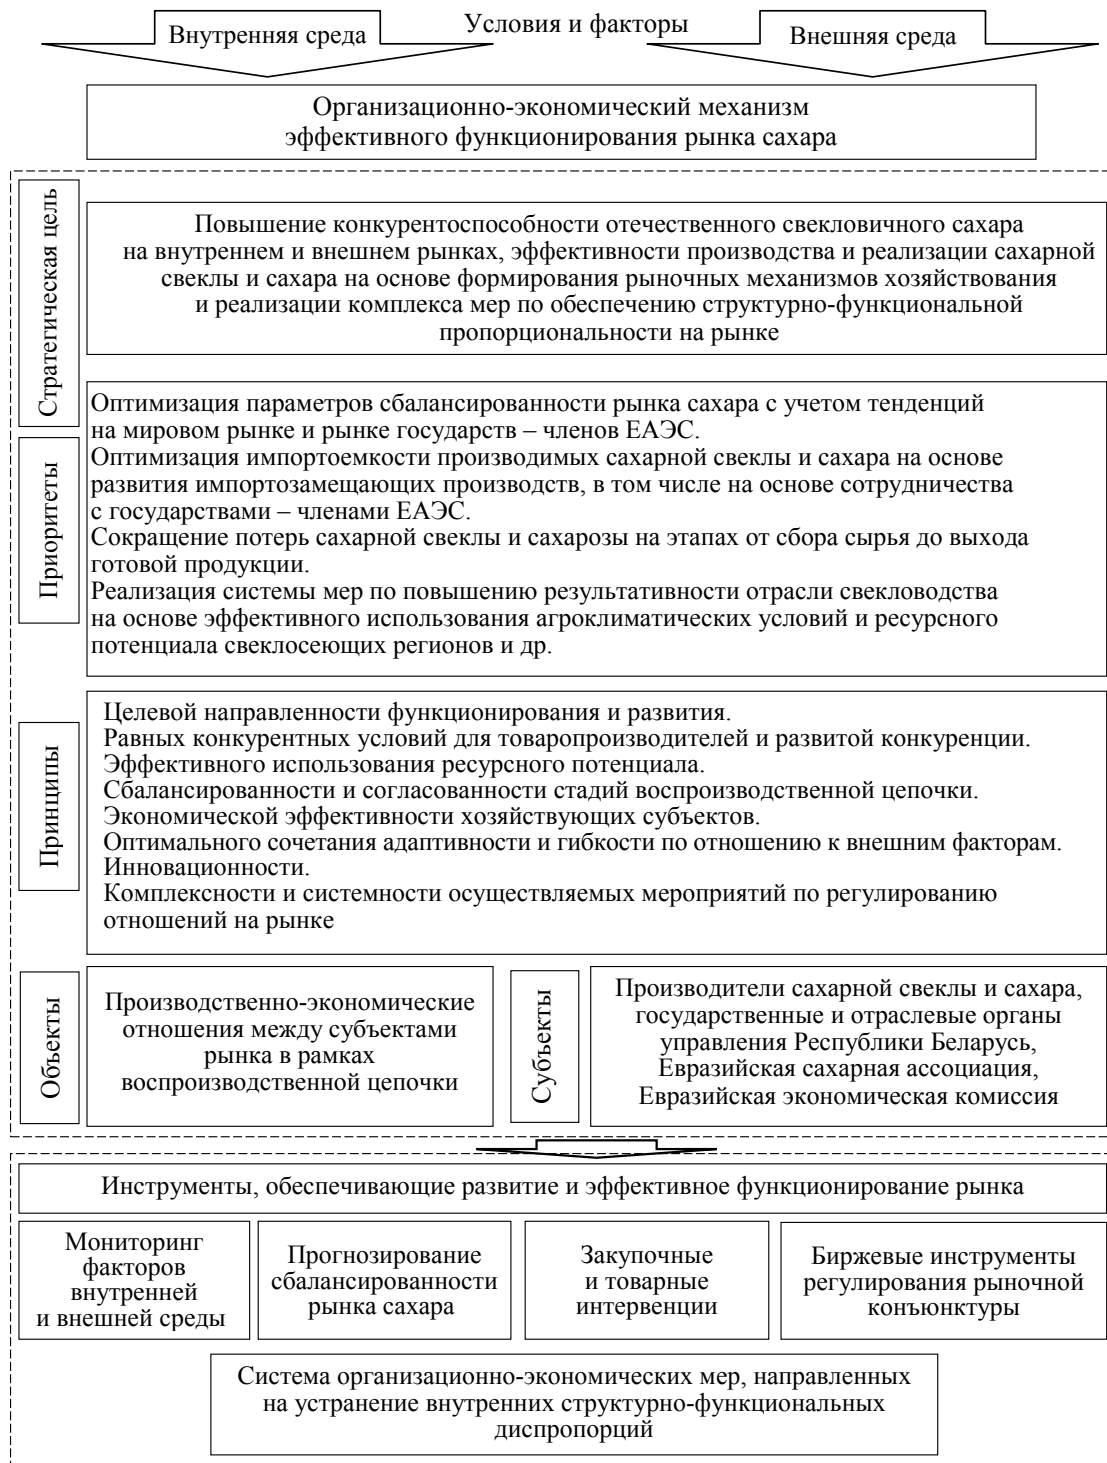 Условия и факторы
Внутренняя среда
Внешняя среда
Организационно-экономический механизм
эффективного функционирования рынка сахара
Стратегическая цель
Повышение конкурентоспособности отечественного свекловичного сахара
на внутреннем и внешнем рынках, эффективности производства и реализации сахарной
свеклы и сахара на основе формирования рыночных механизмов хозяйствования
и реализации комплекса мер по обеспечению структурно-функциональной
пропорциональности на рынке
Приоритеты
Оптимизация параметров сбалансированности рынка сахара с учетом тенденций
на мировом рынке и рынке государств – членов ЕАЭС.
Оптимизация импортоемкости производимых сахарной свеклы и сахара на основе
развития импортозамещающих производств, в том числе на основе сотрудничества
с государствами – членами ЕАЭС.
Сокращение потерь сахарной свеклы и сахарозы на этапах от сбора сырья до выхода
готовой продукции.
Реализация системы мер по повышению результативности отрасли свекловодства
на основе эффективного использования агроклиматических условий и ресурсного
потенциала свеклосеющих регионов и др.
Принципы
Целевой направленности функционирования и развития.
Равных конкурентных условий для товаропроизводителей и развитой конкуренции.
Эффективного использования ресурсного потенциала.
Сбалансированности и согласованности стадий воспроизводственной цепочки.
Экономической эффективности хозяйствующих субъектов.
Оптимального сочетания адаптивности и гибкости по отношению к внешним факторам.
Инновационности.
Комплексности и системности осуществляемых мероприятий по регулированию
отношений на рынке
Объекты
Производственно-экономические
отношения между субъектами
рынка в рамках
воспроизводственной цепочки
Субъекты
Производители сахарной свеклы и сахара,
государственные и отраслевые органы
управления Республики Беларусь,
Евразийская сахарная ассоциация,
Евразийская экономическая комиссия
Инструменты, обеспечивающие развитие и эффективное функционирование рынка
Мониторинг
факторов
внутренней
и внешней среды
Прогнозирование
сбалансированности
рынка сахара
Закупочные
и товарные
интервенции
Биржевые инструменты
регулирования рыночной
конъюнктуры
Система организационно-экономических мер, направленных
на устранение внутренних структурно-функциональных
диспропорций